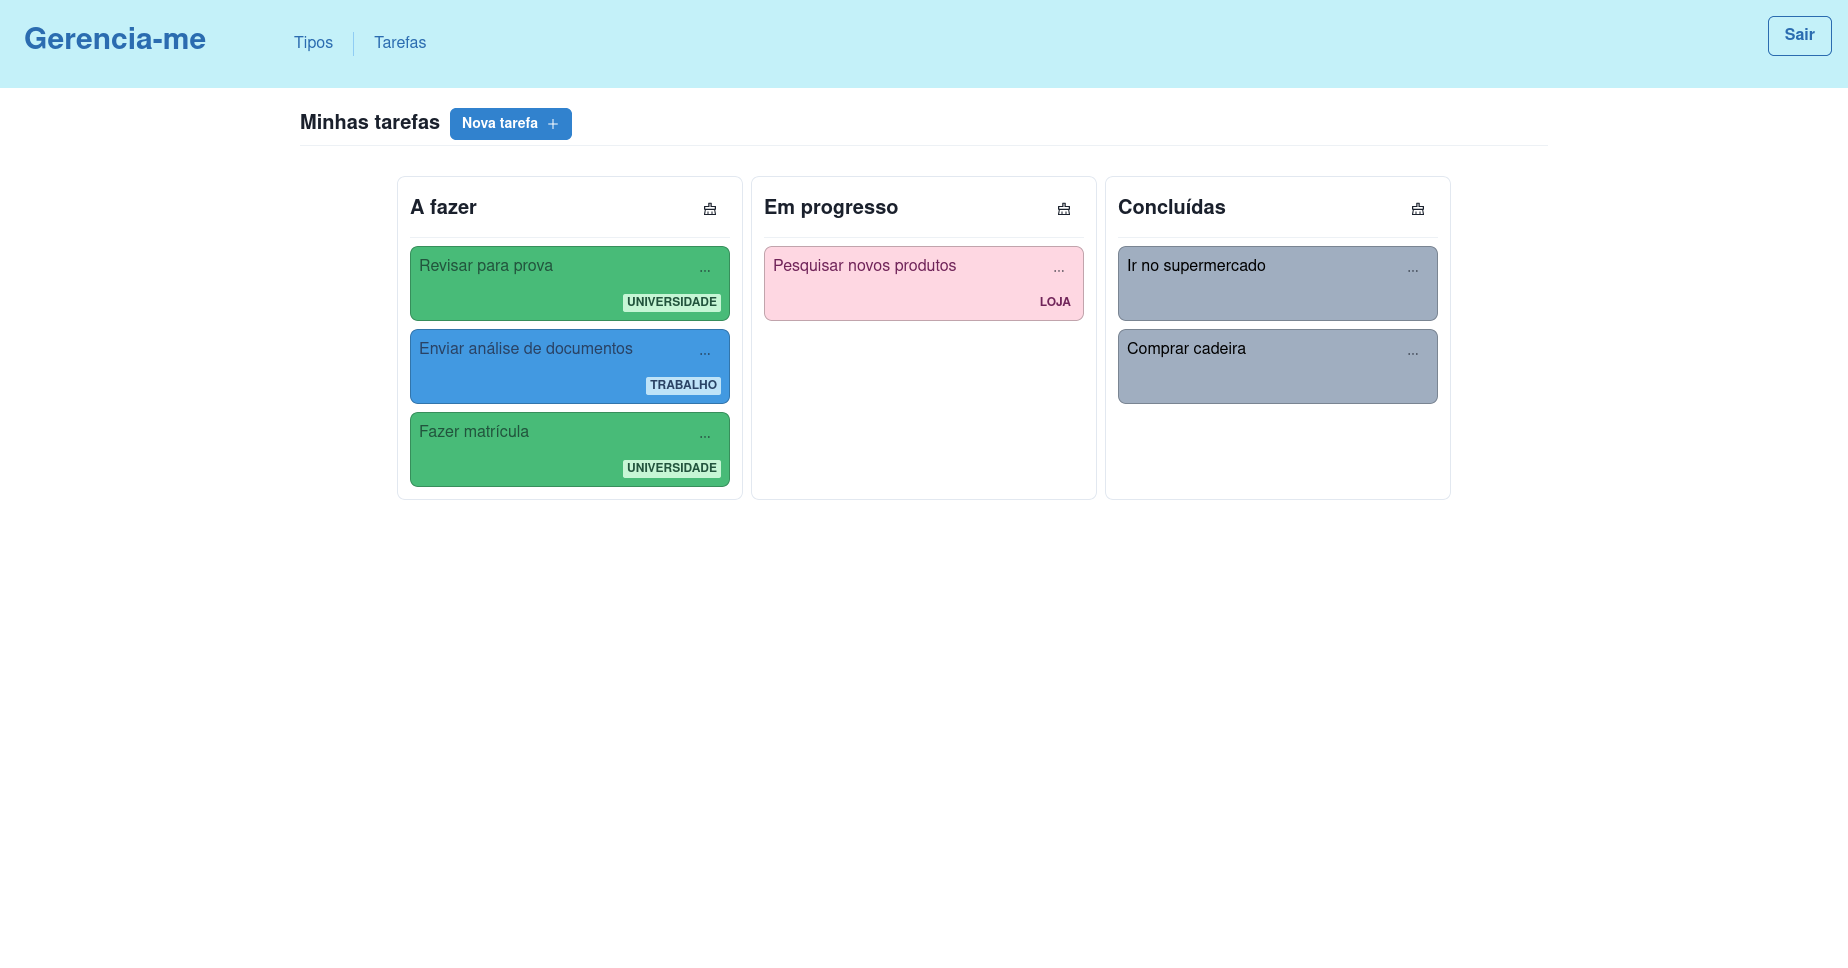 Gerencia-me
Tipos
Tarefas
Sair
Minhas tarefas
Nova tarefa +
A fazer
Revisar para prova ...
UNIVERSIDADE
Enviar análise de documentos ...
TRABALHO
Fazer matrícula ...
UNIVERSIDADE
Em progresso
Pesquisar novos produtos ...
LOJA
Concluídas
Ir no supermercado ...
Comprar cadeira ...